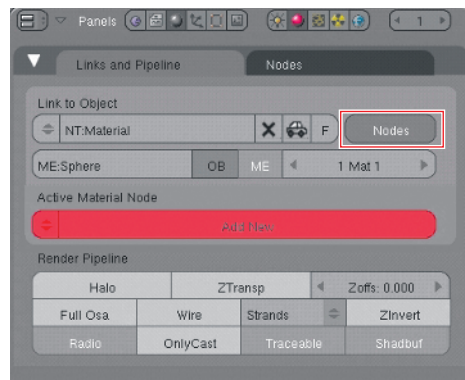 Panels 1
Links and Pipeline Nodes
Link to Object
NT:Material F Nodes
ME:Sphere OB ME 1 Mat 1
Active Material Node
Add New
Render Pipeline
Halo ZTransp Zoffs: 0.000
Full Osa Wire Strands ZInvert
Radio OnlyCast Traceable Shadbuf